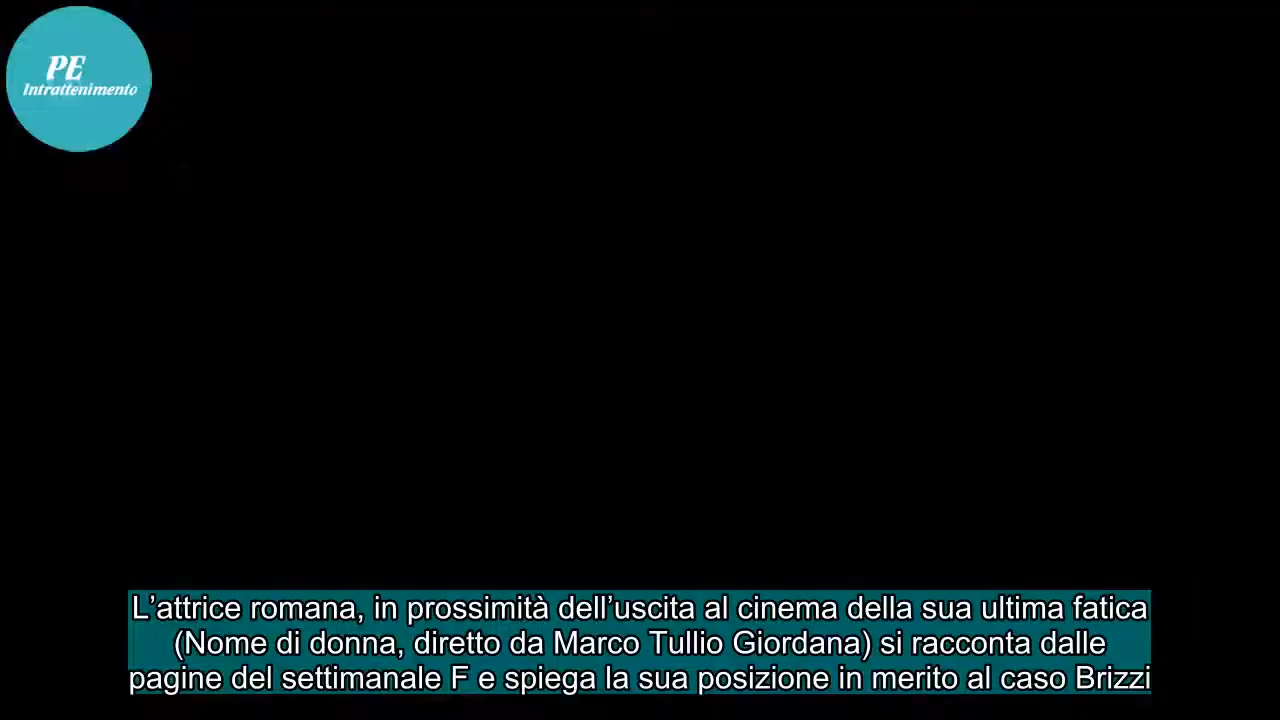 PE
Intrattenimento
L’attrice romana, in prossimità dell’uscita al cinema della sua ultima fatica
(Nome di donna, diretto da Marco Tullio Giordana) si racconta dalle
pagine del settimanale F e spiega la sua posizione in merito al caso Brizzi